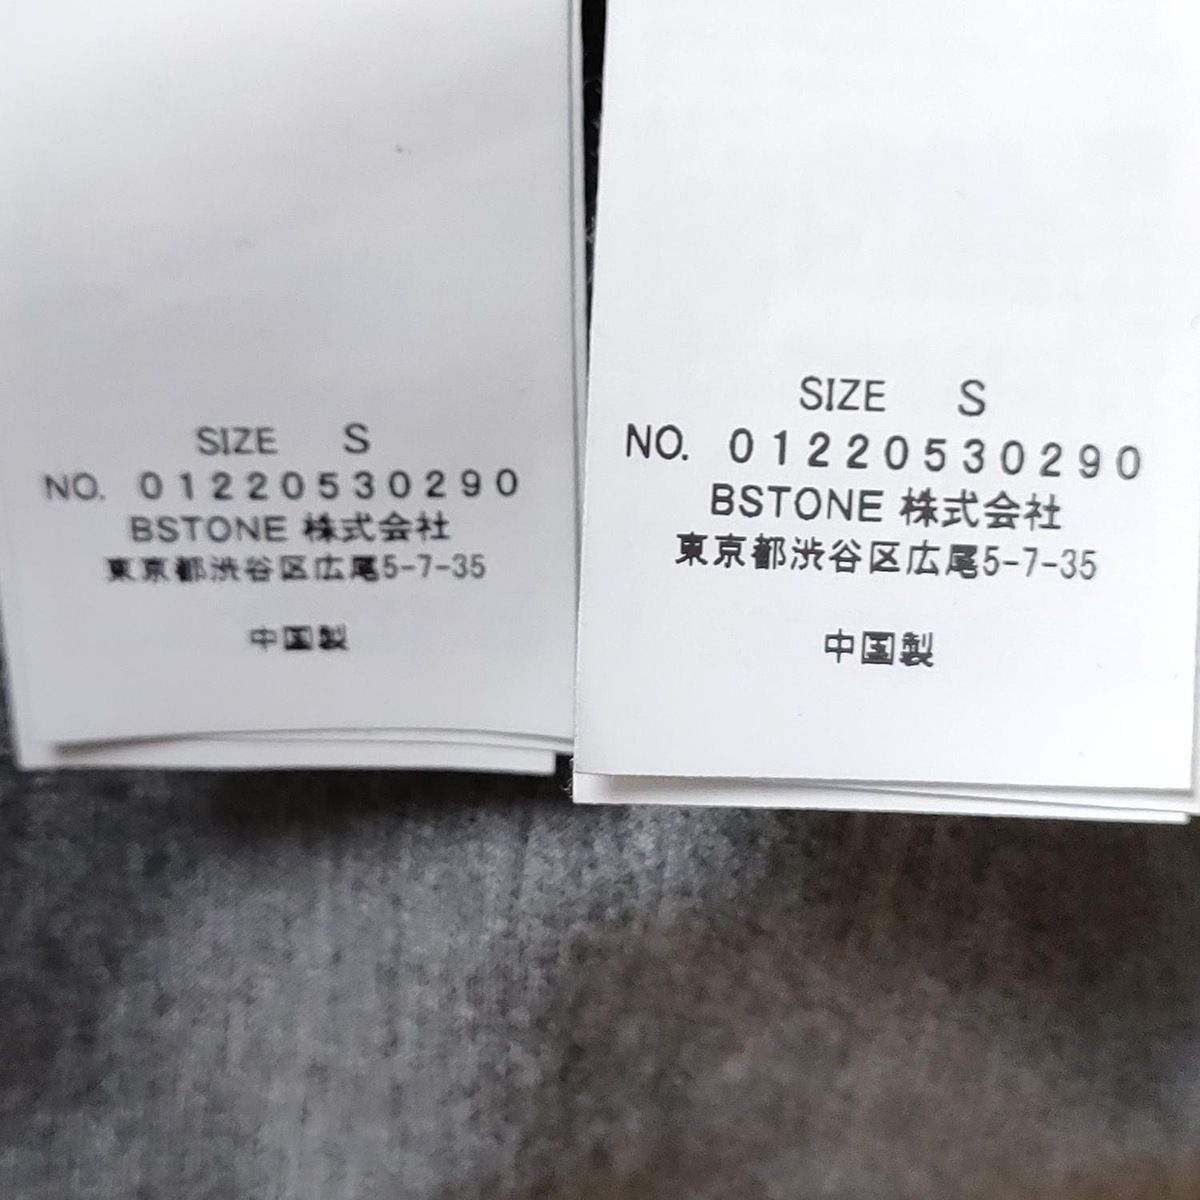 SIZE S
NO. 01220530290
BSTONE 株式会社
東京都渋谷区広尾5-7-35
中国製
SIZE S
NO. 01220530290
BSTONE 株式会社
東京都渋谷区広尾5-7-35
中国製